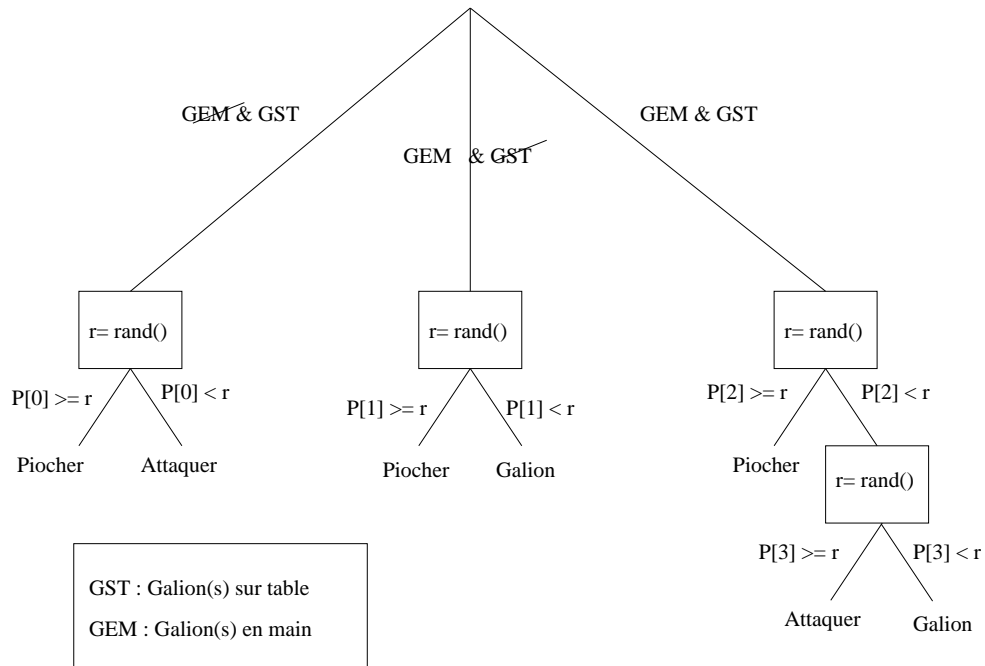 GEM & GST
GEM & GST
GEM & GST
r= rand()
r= rand()
r= rand()
P[0] >= r
P[0] < r
P[1] >= r
P[1] < r
P[2] >= r
P[2] < r
Piocher
Attaquer
Piocher
Galion
Piocher
r= rand()
P[3] >= r
P[3] < r
Attaquer
Galion
GST : Galion(s) sur table
GEM : Galion(s) en main